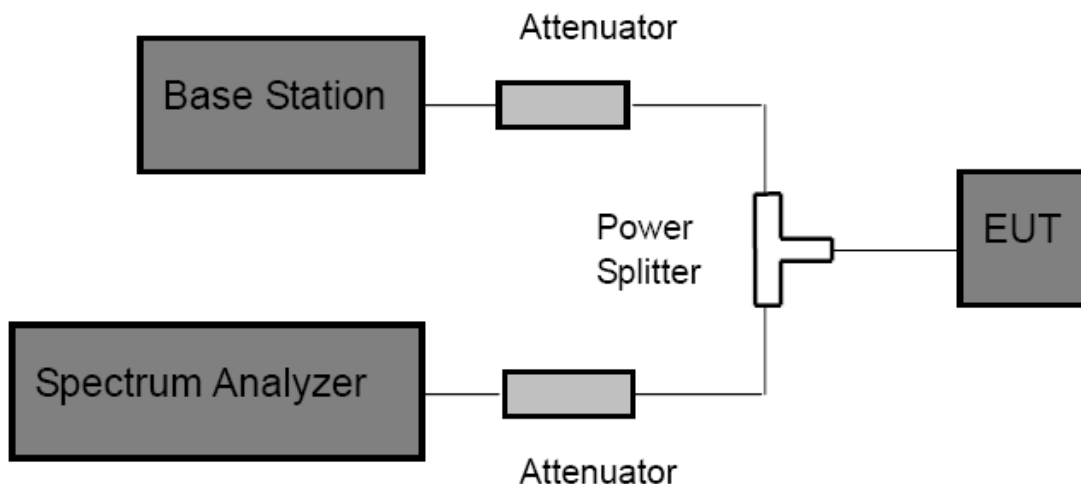 Attenuator
Base Station
Power
Splitter
EUT
Spectrum Analyzer
Attenuator